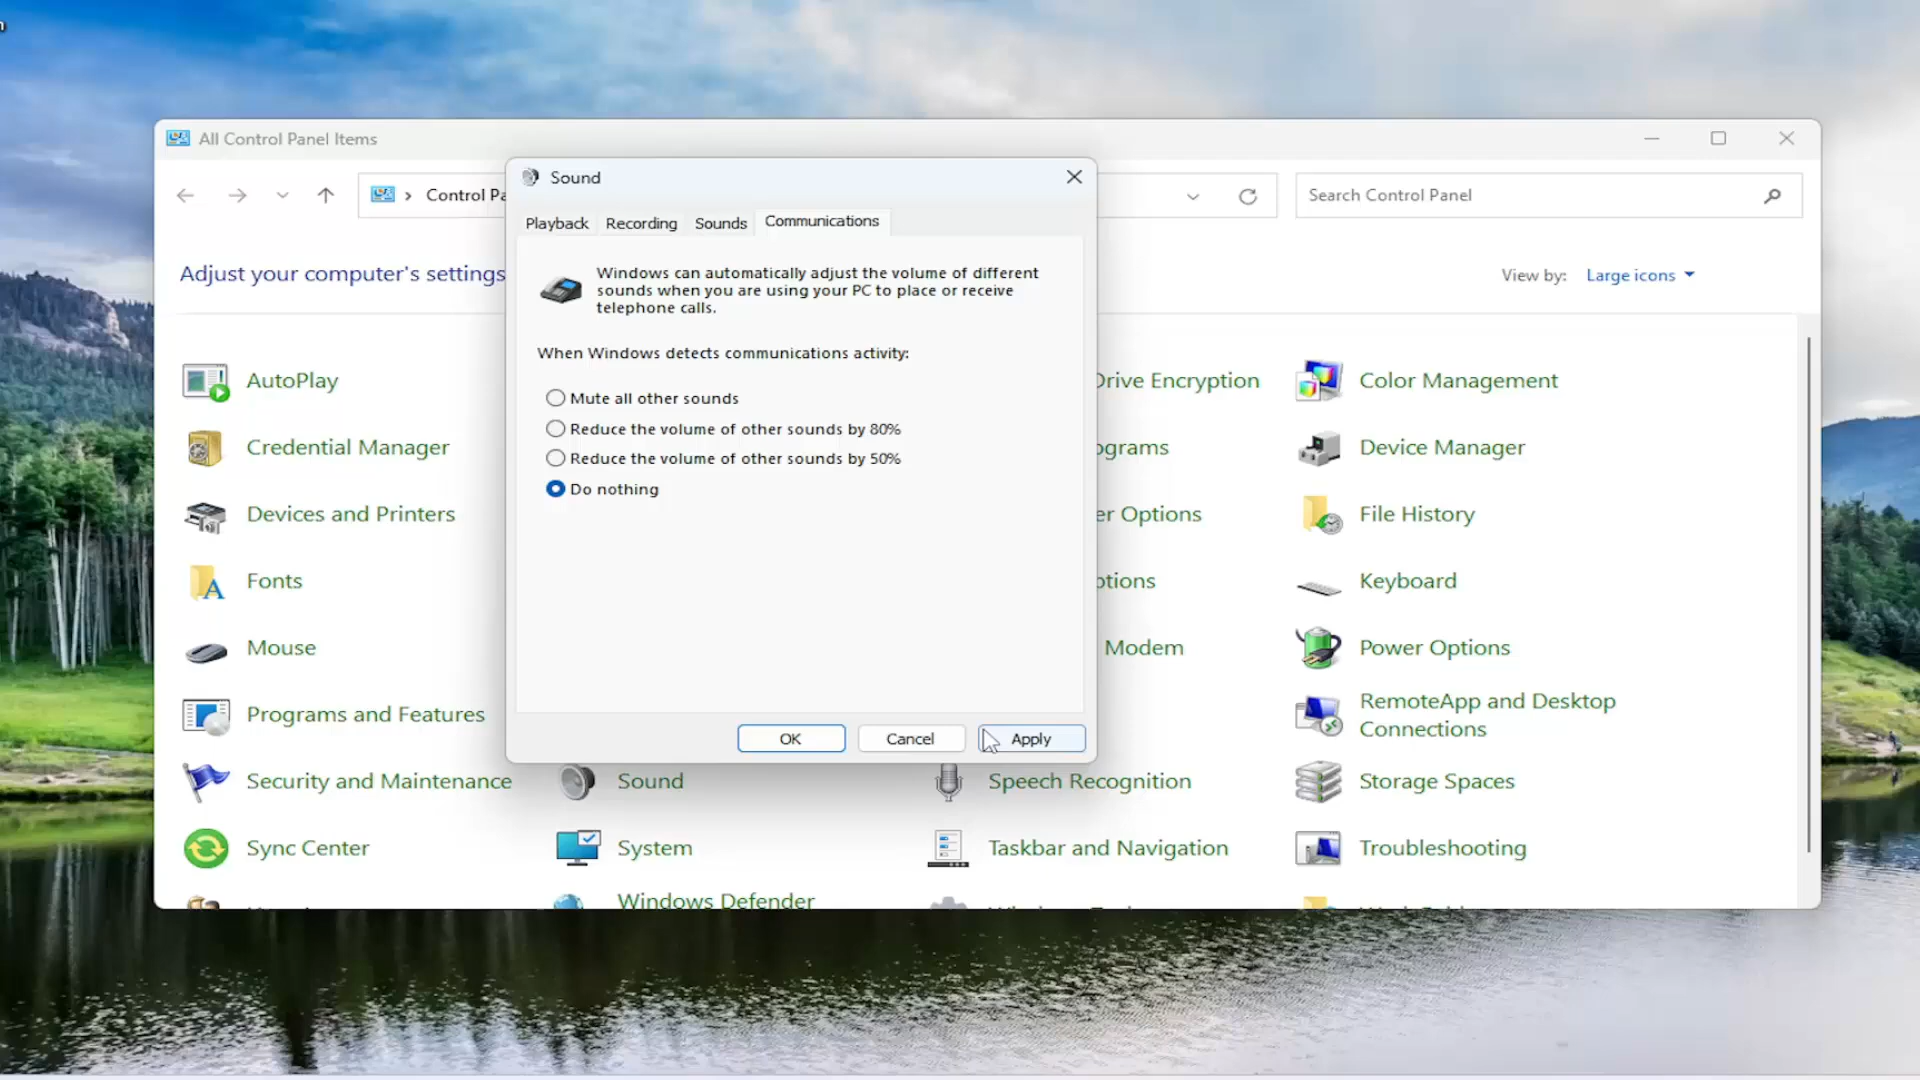 All Control Panel Items
Sound
Control Pa
Search Control Panel
Playback Recording Sounds Communications
Adjust your computer's settings
View by: Large icons
Windows can automatically adjust the volume of different
sounds when you are using your PC to place or receive
telephone calls.
When Windows detects communications activity:
Mute all other sounds
Reduce the volume of other sounds by 80%
Reduce the volume of other sounds by 50%
Do nothing
OK Cancel Apply
AutoPlay
Drive Encryption
Color Management
Credential Manager
ograms
Device Manager
Devices and Printers
er Options
File History
Fonts
ptions
Keyboard
Mouse
Modem
Power Options
Programs and Features
RemoteApp and Desktop
Connections
Security and Maintenance
Sound
Speech Recognition
Storage Spaces
Sync Center
System
Taskbar and Navigation
Troubleshooting
Windows Defender